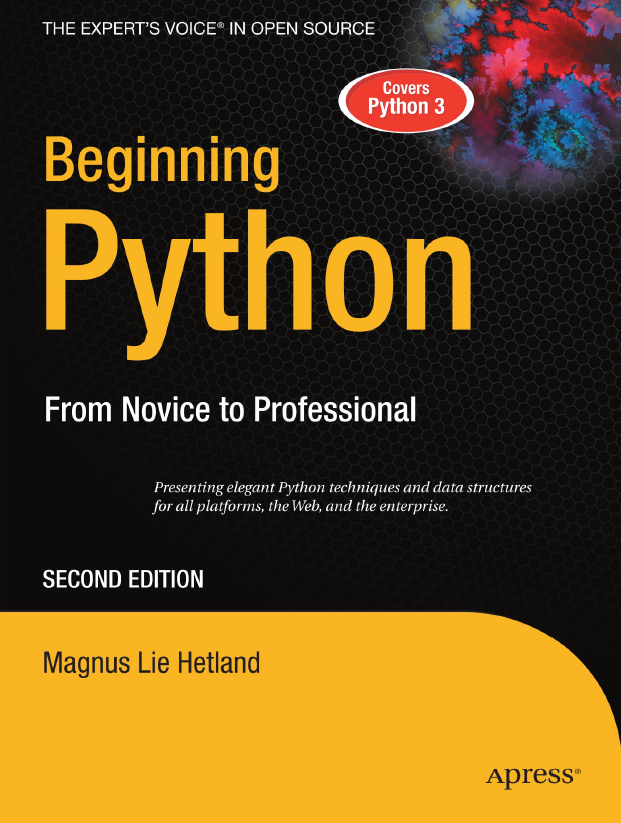 THE EXPERT'S VOICE® IN OPEN SOURCE
Covers
Python 3
Beginning
Python
From Novice to Professional
Presenting elegant Python techniques and data structures
for all platforms, the Web, and the enterprise.
SECOND EDITION
Magnus Lie Hetland
Apress®